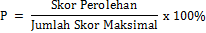 P = Skor Perolehan / Jumlah Skor Maksimal x 100%